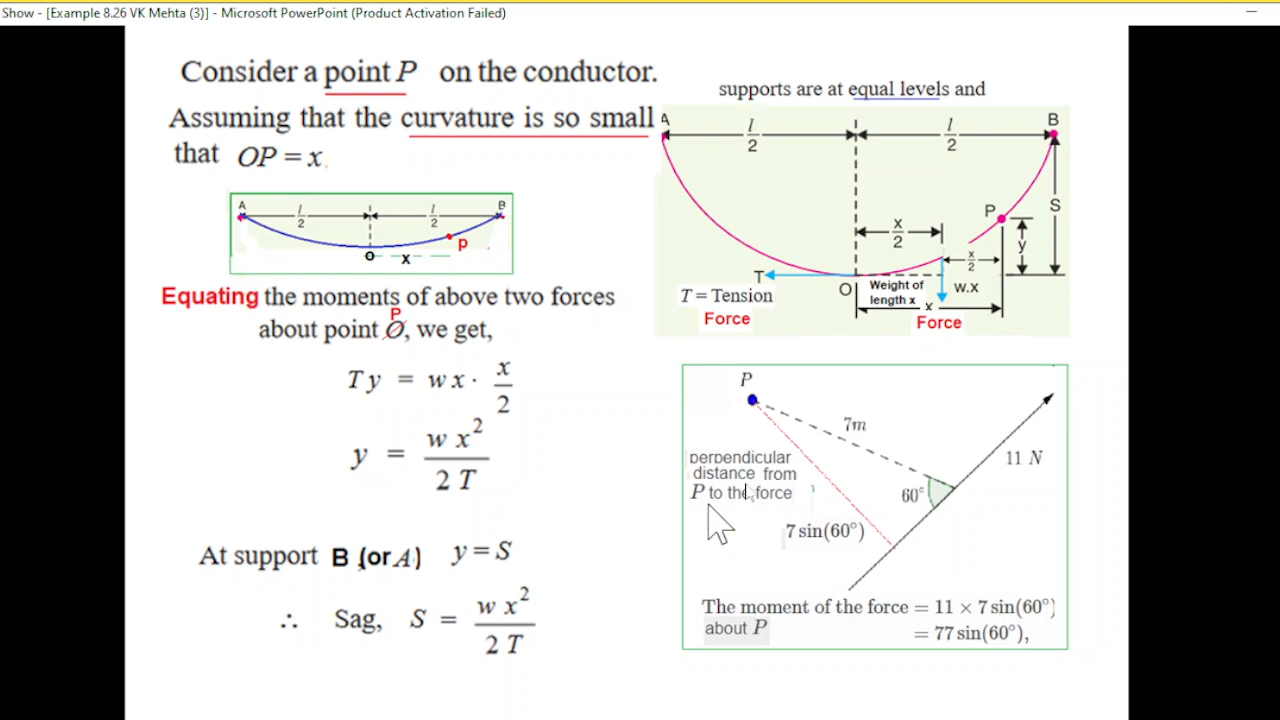 Show - [Example 8.26 VK Mehta (3)] - Microsoft PowerPoint (Product Activation Failed)
Consider a point P on the conductor.
Assuming that the curvature is so small
that OP = x
A l/2 l/2 B
O x P
Equating the moments of above two forces
P
about point O, we get,
Ty = wx · x/2
y = wx²/2T
At support B (or A) y = S
∴ Sag, S = wx²/2T
supports are at equal levels and
A l/2 l/2 B
P S
x/2 y
x/2
T O Weight of w.x
T = Tension length x x
Force Force
P
7m
perpendicular 11 N
distance from
P to the force 60°
7 sin(60°)
The moment of the force = 11 × 7 sin(60°)
about P = 77 sin(60°),